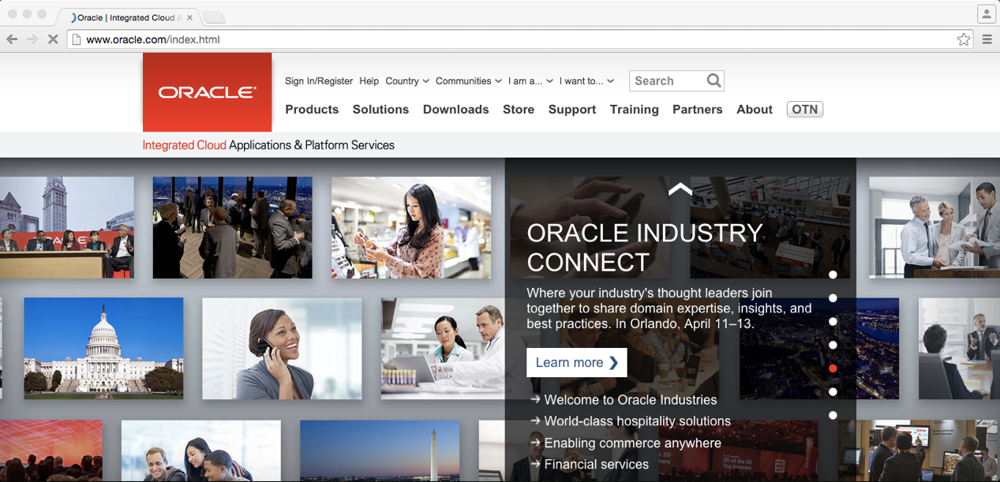 Oracle | Integrated Cloud A
www.oracle.com/index.html
ORACLE
Sign In/Register Help Country Communities I am a... I want to... Search
Products Solutions Downloads Store Support Training Partners About OTN
Integrated Cloud Applications & Platform Services
ORACLE INDUSTRY
CONNECT
Where your industry's thought leaders join
together to share domain expertise, insights, and
best practices. In Orlando, April 11–13.
Learn more
Welcome to Oracle Industries
World-class hospitality solutions
Enabling commerce anywhere
Financial services